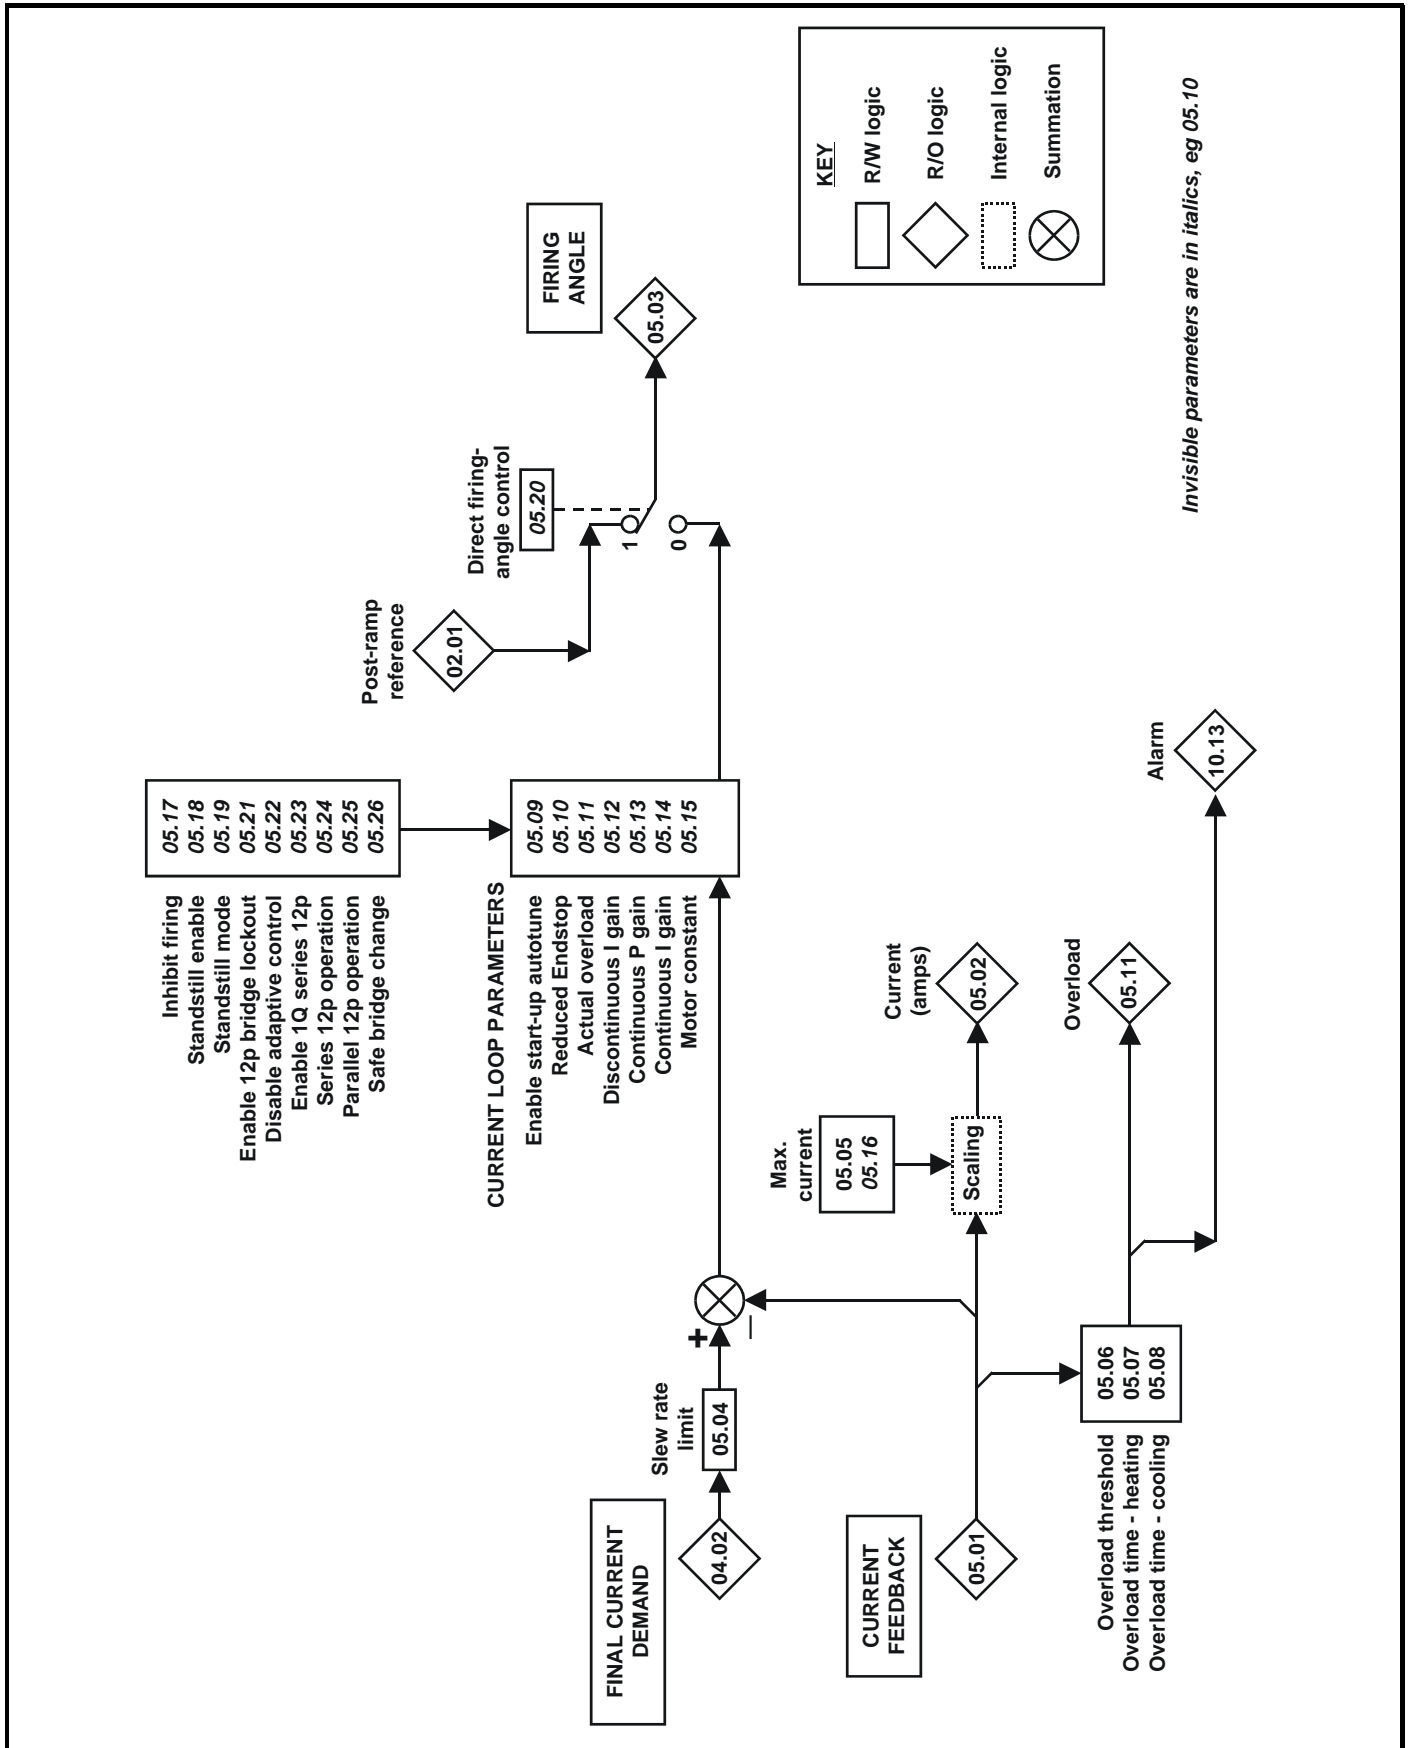 Inhibit firing 05.17
Standstill enable 05.18
Standstill mode 05.19
Enable 12p bridge lockout 05.21
Disable adaptive control 05.22
Enable 1Q series 12p 05.23
Series 12p operation 05.24
Parallel 12p operation 05.25
Safe bridge change 05.26
Post-ramp
reference
02.01
Direct firing-
angle control
05.20
1
0
FIRING
ANGLE
05.03
CURRENT LOOP PARAMETERS
Enable start-up autotune 05.09
Reduced Endstop 05.10
Actual overload 05.11
Discontinuous I gain 05.12
Continuous P gain 05.13
Continuous I gain 05.14
Motor constant 05.15
FINAL CURRENT
DEMAND
04.02
Slew rate
limit
05.04
+
—
Max.
current
05.05
05.16
Scaling
Current
(amps)
05.02
CURRENT
FEEDBACK
05.01
Overload threshold 05.06
Overload time - heating 05.07
Overload time - cooling 05.08
Overload
05.11
Alarm
10.13
KEY
R/W logic
R/O logic
Internal logic
Summation
Invisible parameters are in italics, eg 05.10